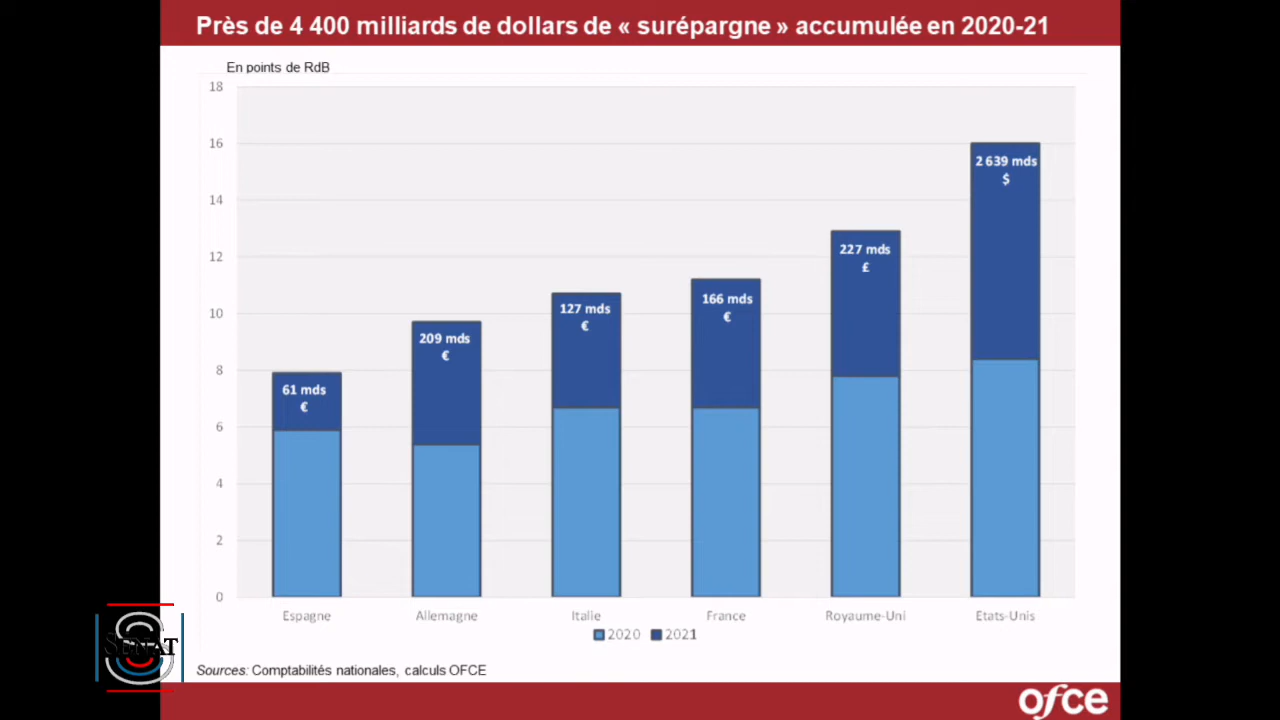 Près de 4 400 milliards de dollars de « surépargne » accumulée en 2020-21
En points de RdB
18
16
14
12
10
8
6
4
2
0
61 mds
€
209 mds
€
127 mds
€
166 mds
€
227 mds
£
2 639 mds
$
Espagne
Allemagne
Italie
France
Royaume-Uni
Etats-Unis
2020
2021
Sources: Comptabilités nationales, calculs OFCE
SENAT
ofce